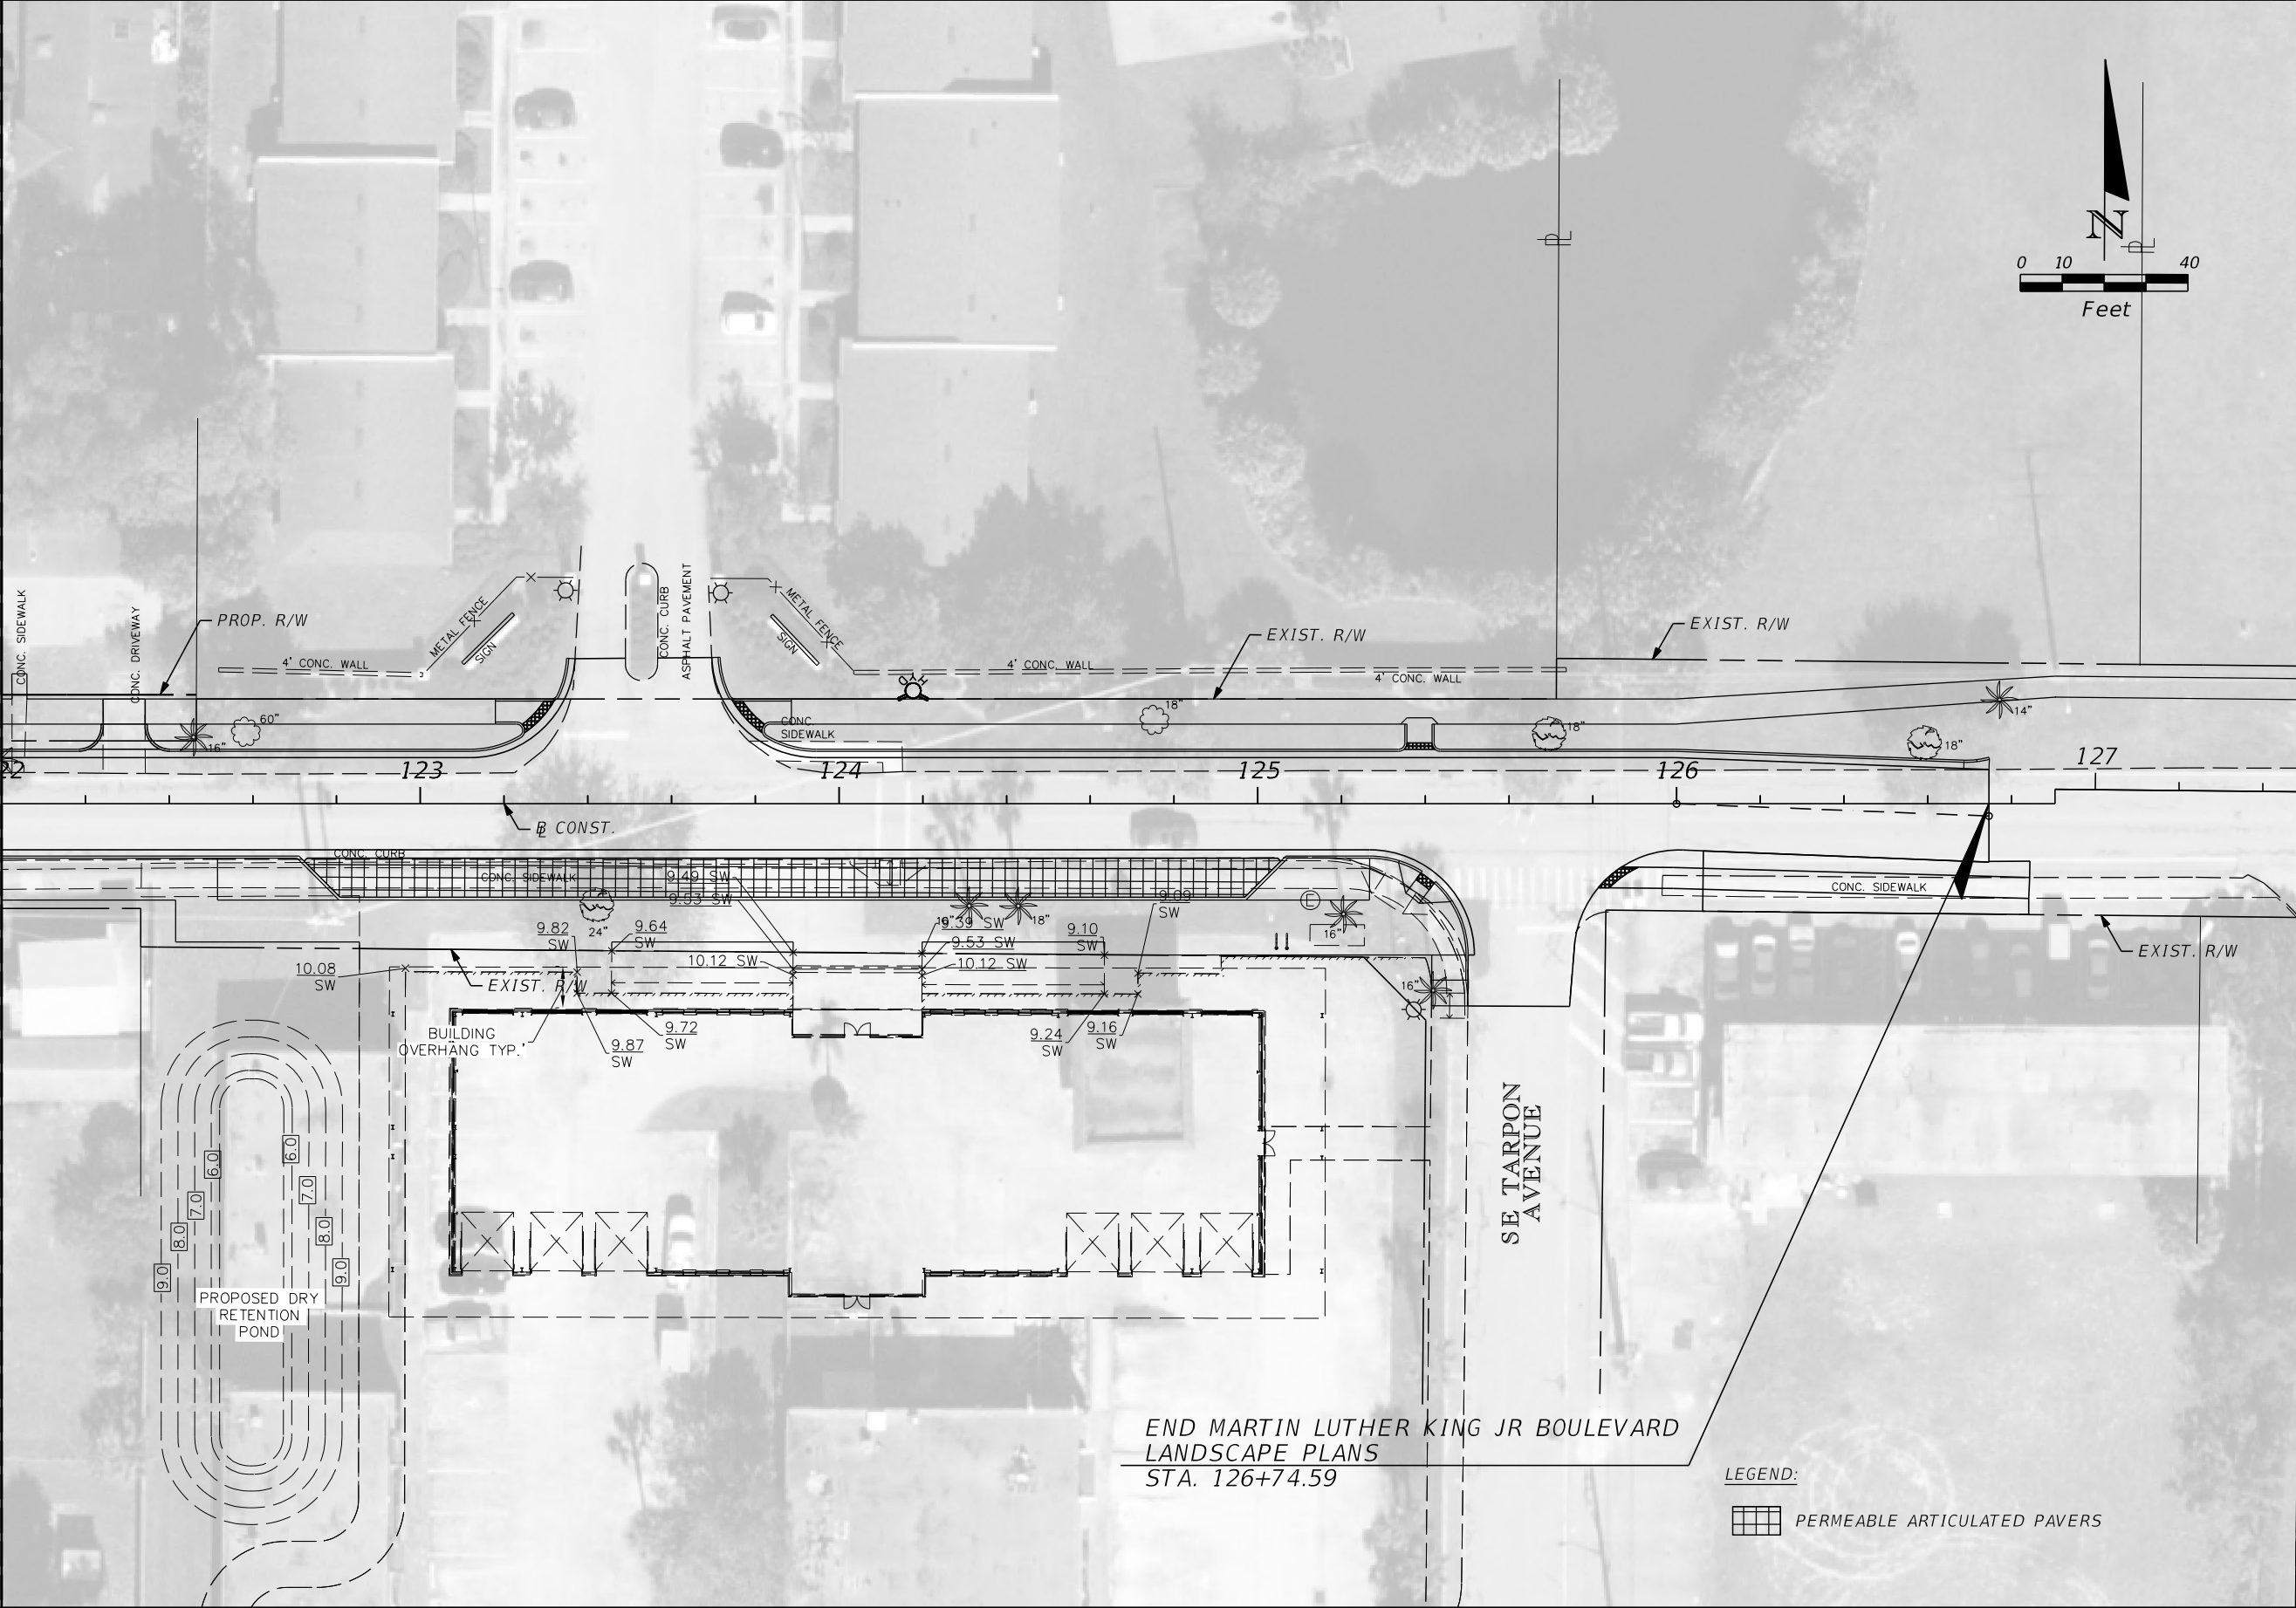 N
0 10 40
Feet
P
L
P
L
CONC. SIDEWALK
CONC. DRIVEWAY
PROP. R/W
4' CONC. WALL
METAL FENCE
SIGN
CONC. CURB
ASPHALT PAVEMENT
METAL FENCE
SIGN
4' CONC. WALL
4' CONC. WALL
EXIST. R/W
EXIST. R/W
HYD
16"
60"
CONC.
SIDEWALK
18"
18"
18"
14"
22
123
124
125
126
127
BL CONST.
CONC. CURB
CONC. SIDEWALK
9.49 SW
9.53 SW
24"
16"
18"
9.39 SW
9.53 SW
10.12 SW
10.12 SW
9.09
SW
9.10
SW
E
16"
16"
CONC. SIDEWALK
EXIST. R/W
9.82
SW
9.64
SW
10.08
SW
EXIST. R/W
BUILDING
OVERHANG TYP.
9.72
SW
9.87
SW
9.24
SW
9.16
SW
6.0
6.0
7.0
7.0
8.0
8.0
9.0
9.0
PROPOSED DRY
RETENTION
POND
SE TARPON
AVENUE
END MARTIN LUTHER KING JR BOULEVARD
LANDSCAPE PLANS
STA. 126+74.59
LEGEND:
PERMEABLE ARTICULATED PAVERS